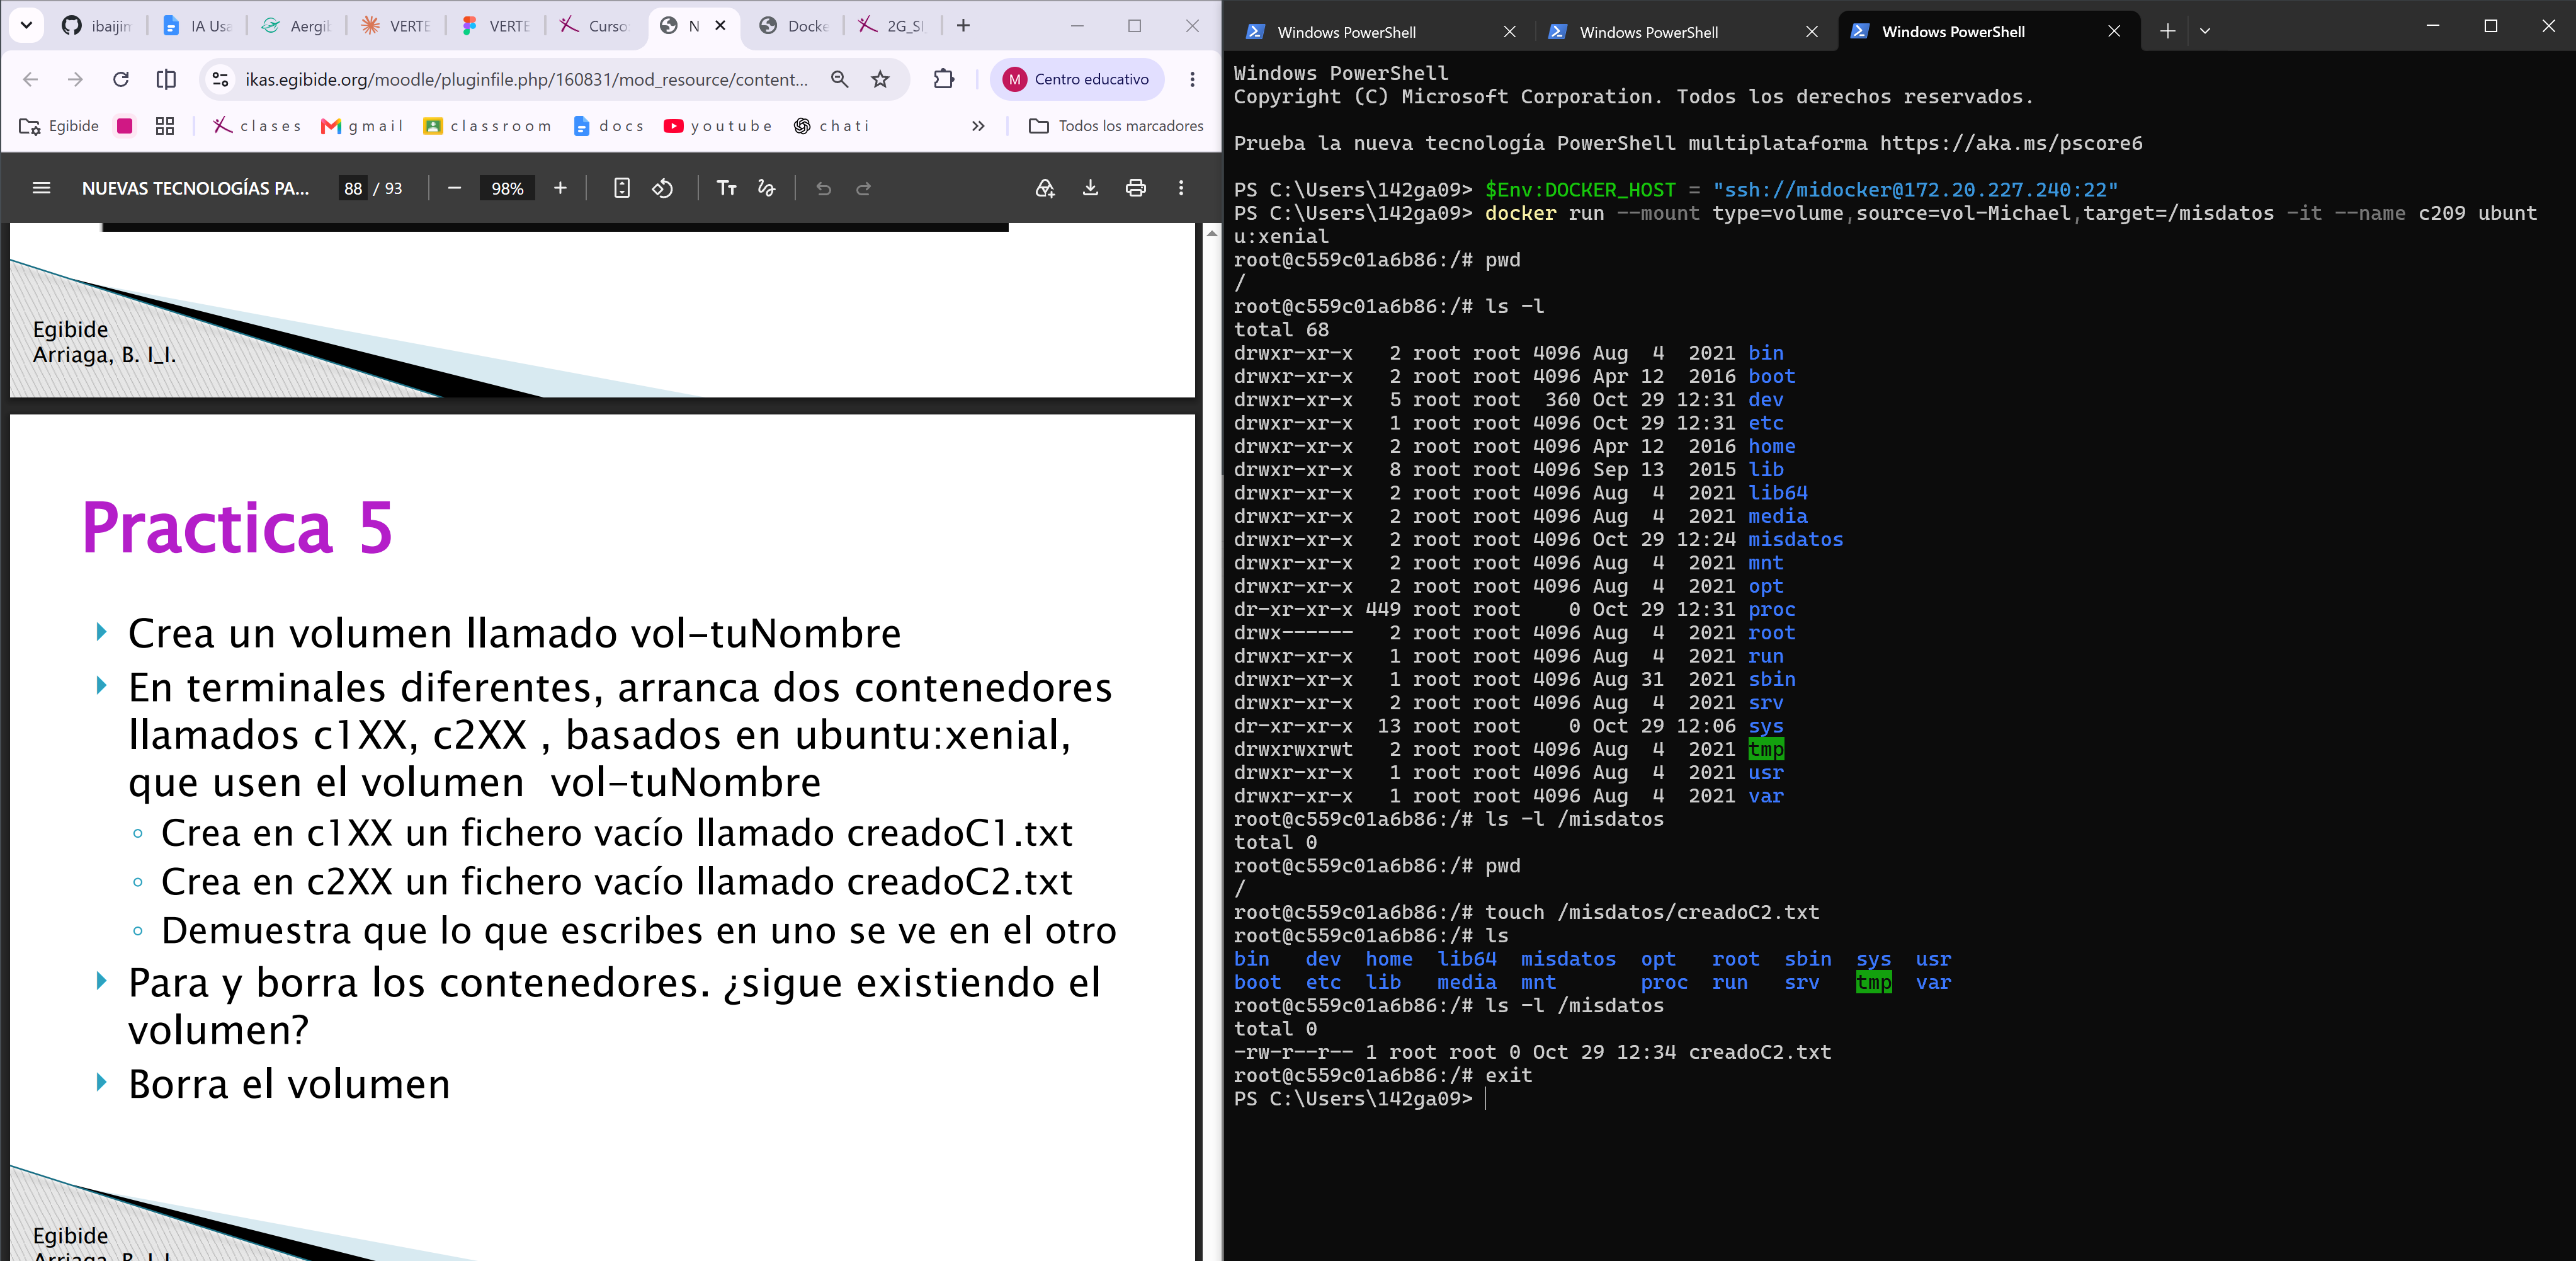 ibaijin
IA Usa
Aergib
VERTE
VERTE
Curso
N
Docke
2G_SI_
ikas.egibide.org/moodle/pluginfile.php/160831/mod_resource/content...
M Centro educativo
Egibide
clases
gmail
classroom
docs
youtube
chati
Todos los marcadores
NUEVAS TECNOLOGÍAS PA...
88 / 93
98%
Egibide
Arriaga, B. I_I.
Practica 5
Crea un volumen llamado vol-tuNombre
En terminales diferentes, arranca dos contenedores
llamados c1XX, c2XX , basados en ubuntu:xenial,
que usen el volumen vol-tuNombre
Crea en c1XX un fichero vacío llamado creadoC1.txt
Crea en c2XX un fichero vacío llamado creadoC2.txt
Demuestra que lo que escribes en uno se ve en el otro
Para y borra los contenedores. ¿sigue existiendo el
volumen?
Borra el volumen
Egibide
Arriaga, B. I_I.
Windows PowerShell
Windows PowerShell
Windows PowerShell
Windows PowerShell
Copyright (C) Microsoft Corporation. Todos los derechos reservados.
Prueba la nueva tecnología PowerShell multiplataforma https://aka.ms/pscore6
PS C:\Users\142ga09> $Env:DOCKER_HOST = "ssh://midocker@172.20.227.240:22"
PS C:\Users\142ga09> docker run --mount type=volume,source=vol-Michael,target=/misdatos -it --name c209 ubunt
u:xenial
root@c559c01a6b86:/# pwd
/
root@c559c01a6b86:/# ls -l
total 68
drwxr-xr-x   2 root root 4096 Aug  4  2021 bin
drwxr-xr-x   2 root root 4096 Apr 12  2016 boot
drwxr-xr-x   5 root root  360 Oct 29 12:31 dev
drwxr-xr-x   1 root root 4096 Oct 29 12:31 etc
drwxr-xr-x   2 root root 4096 Apr 12  2016 home
drwxr-xr-x   8 root root 4096 Sep 13  2015 lib
drwxr-xr-x   2 root root 4096 Aug  4  2021 lib64
drwxr-xr-x   2 root root 4096 Aug  4  2021 media
drwxr-xr-x   2 root root 4096 Oct 29 12:24 misdatos
drwxr-xr-x   2 root root 4096 Aug  4  2021 mnt
drwxr-xr-x   2 root root 4096 Aug  4  2021 opt
dr-xr-xr-x 449 root root    0 Oct 29 12:31 proc
drwx------   2 root root 4096 Aug  4  2021 root
drwxr-xr-x   1 root root 4096 Aug  4  2021 run
drwxr-xr-x   1 root root 4096 Aug 31  2021 sbin
drwxr-xr-x   2 root root 4096 Aug  4  2021 srv
dr-xr-xr-x  13 root root    0 Oct 29 12:06 sys
drwxrwxrwt   2 root root 4096 Aug  4  2021 tmp
drwxr-xr-x   1 root root 4096 Aug  4  2021 usr
drwxr-xr-x   1 root root 4096 Aug  4  2021 var
root@c559c01a6b86:/# ls -l /misdatos
total 0
root@c559c01a6b86:/# pwd
/
root@c559c01a6b86:/# touch /misdatos/creadoC2.txt
root@c559c01a6b86:/# ls
bin   dev  home  lib64  misdatos  opt   root  sbin  sys  usr
boot  etc  lib   media  mnt       proc  run   srv   tmp  var
root@c559c01a6b86:/# ls -l /misdatos
total 0
-rw-r--r-- 1 root root 0 Oct 29 12:34 creadoC2.txt
root@c559c01a6b86:/# exit
PS C:\Users\142ga09>